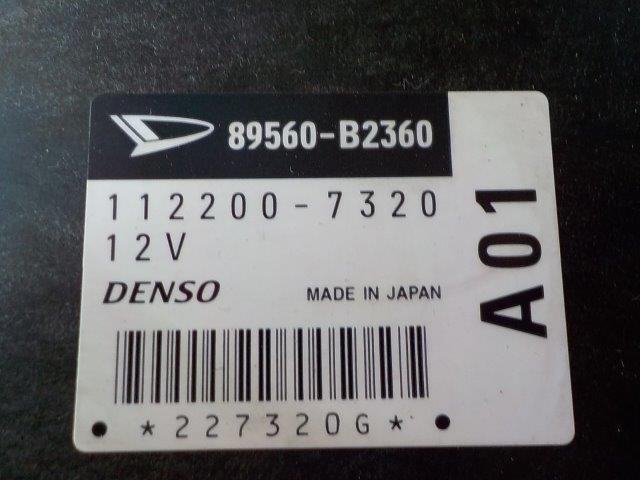 89560-B2360
112200-7320
12V
DENSO MADE IN JAPAN
*227320G*
A01